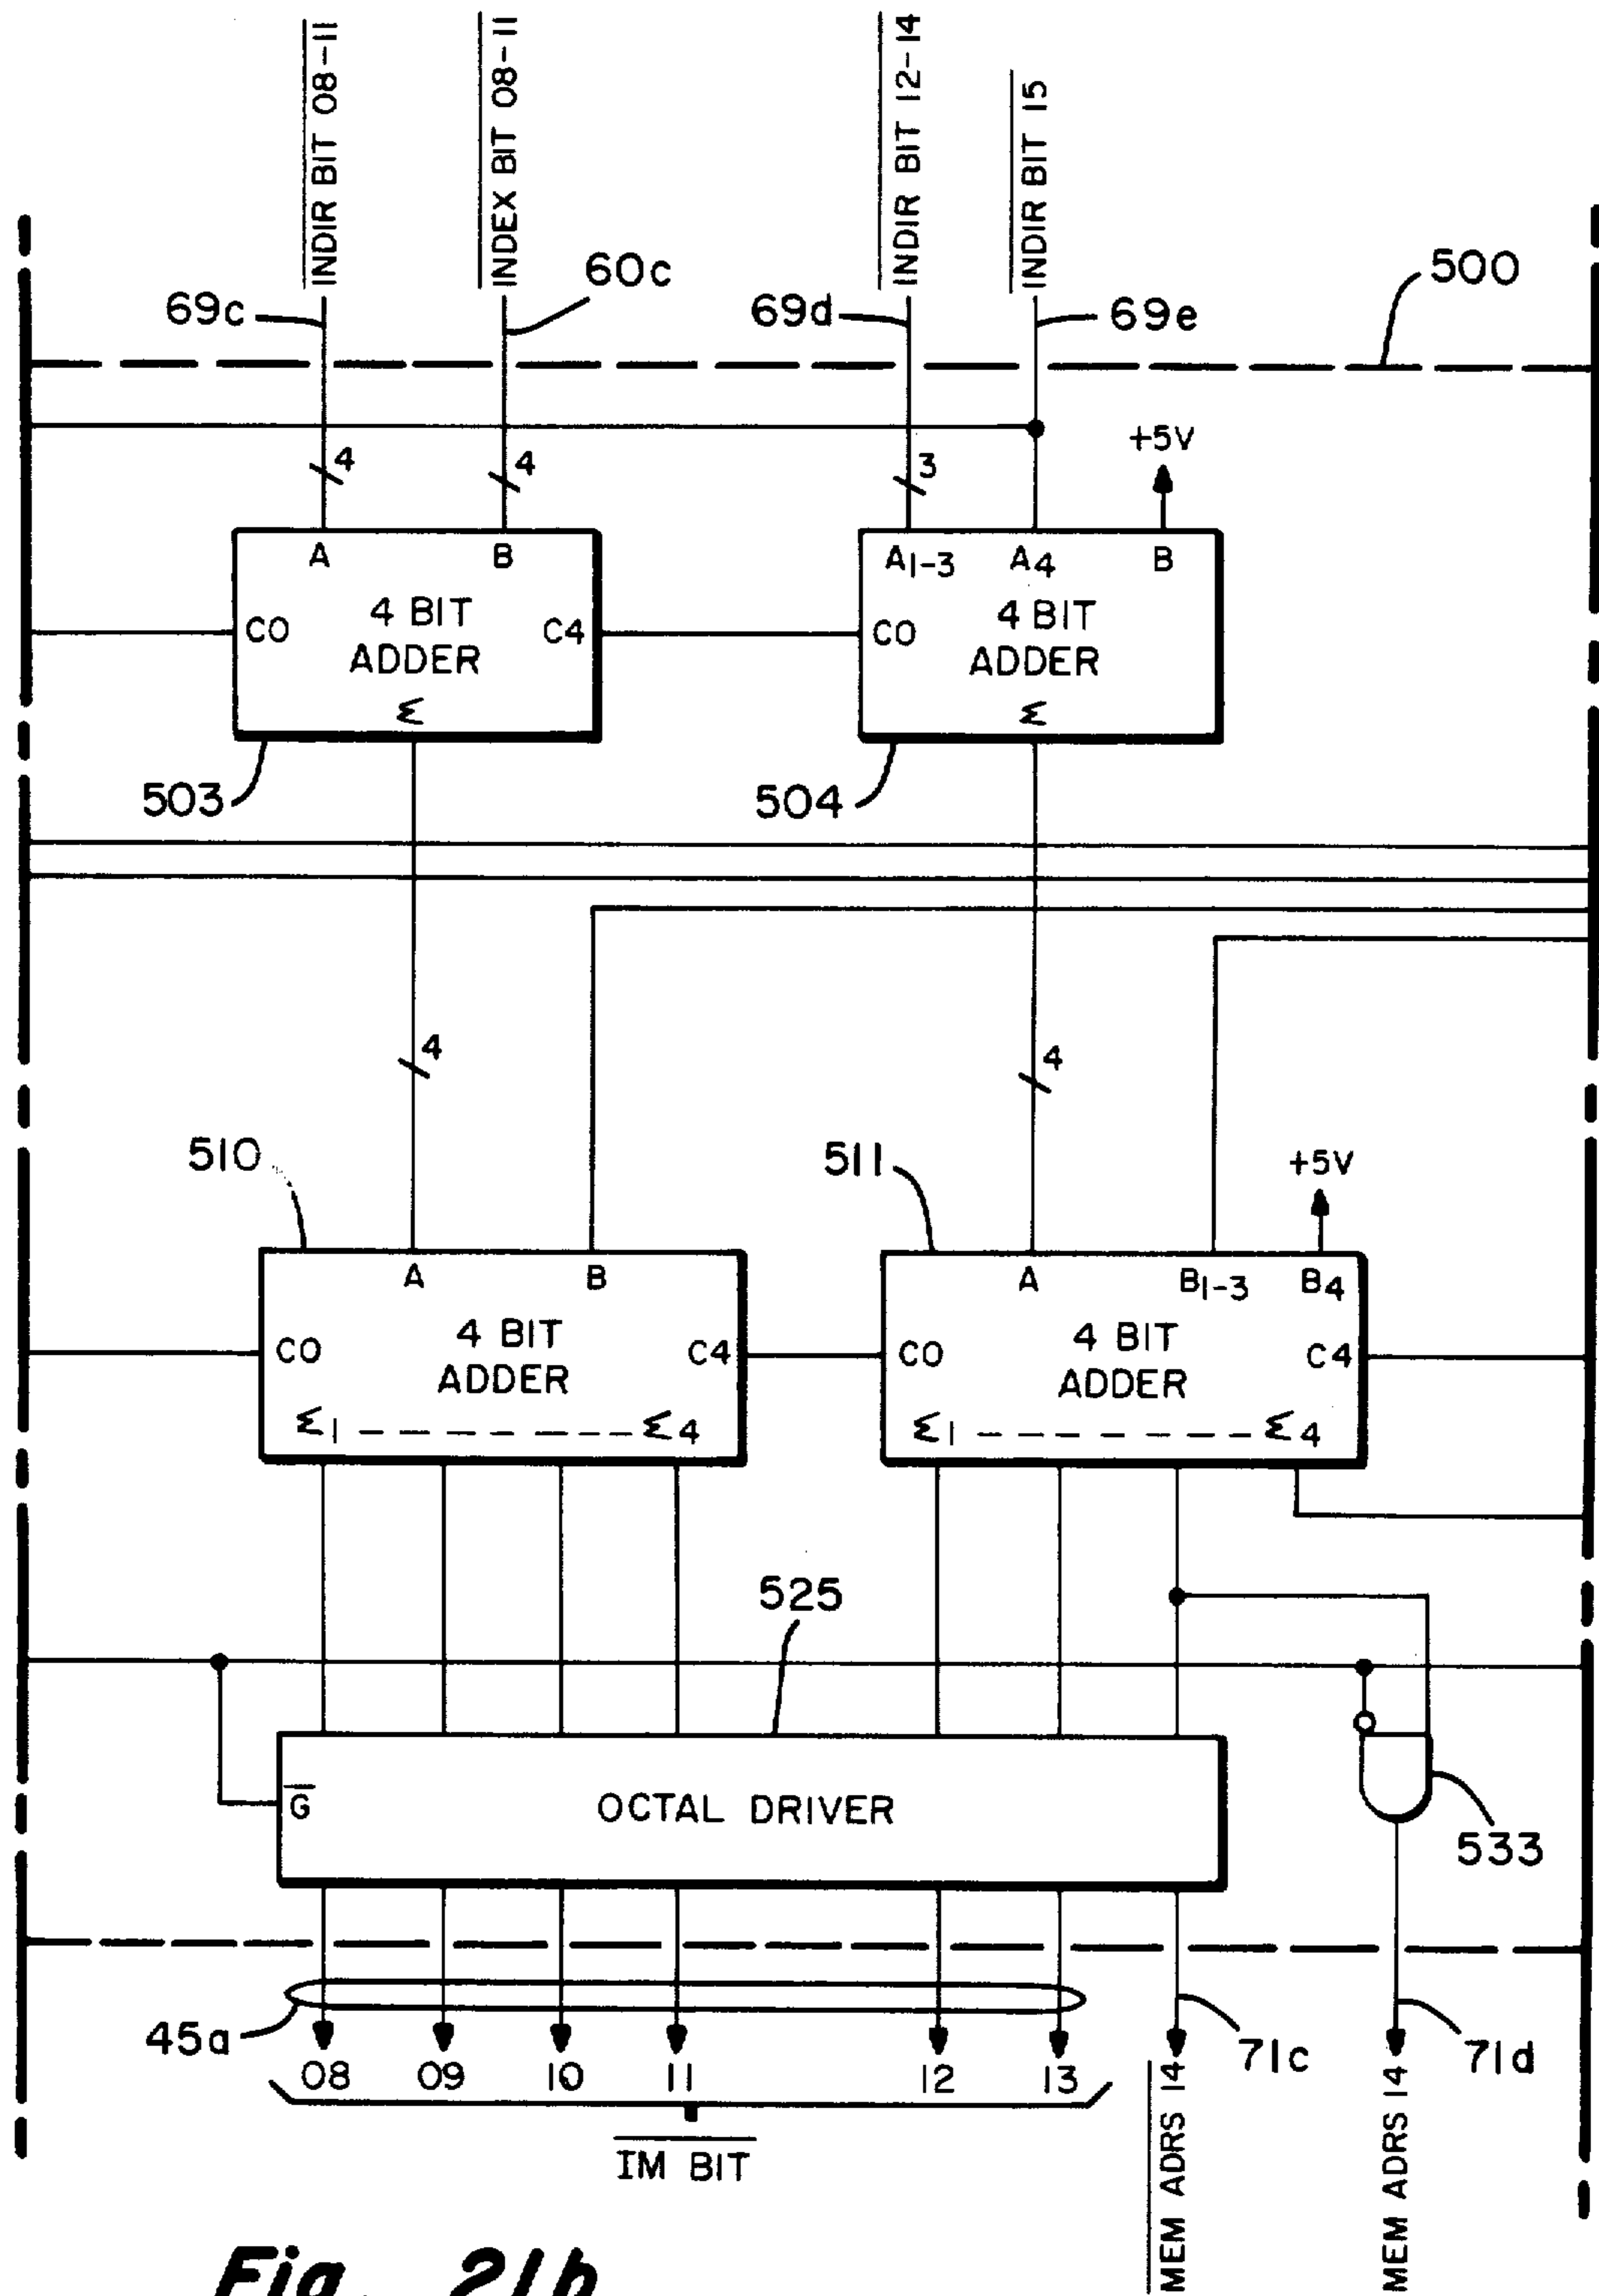 INDIR BIT 08-11
INDEX BIT 08-11
INDIR BIT 12-14
INDIR BIT 15
60c
500
69c
69d
69e
+5V
4
4
3
A
B
A1-3
A4
B
C0
4 BIT
ADDER
C4
Σ
C0
4 BIT
ADDER
Σ
503
504
4
4
510
511
+5V
A
B
A
B1-3
B4
C0
4 BIT
ADDER
C4
Σ1 Σ4
C0
4 BIT
ADDER
C4
Σ1 Σ4
525
G
OCTAL DRIVER
533
45a
08
09
10
11
12
13
71c
71d
IM BIT
MEM ADRS 14
MEM ADRS 14
Fig. 21b